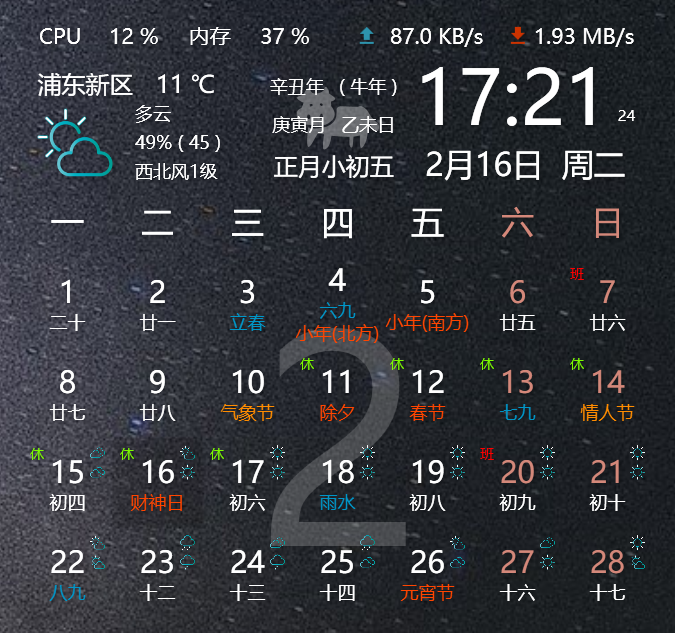 CPU 12 % 内存 37 % 87.0 KB/s 1.93 MB/s
浦东新区 11 ℃ 辛丑年 ( 牛年 ) 17:21 24
多云
49% ( 45 ) 庚寅月 乙未日
西北风1级 正月小初五 2月16日 周二
一 二 三 四 五 六 日
班
1 2 3 4 5 6 7
二十 廿一 立春 六九 小年(南方) 廿五 廿六
小年(北方)
休 休 休 休
8 9 10 11 12 13 14
廿七 廿八 气象节 除夕 春节 七九 情人节
2
休 休 休 班
15 16 17 18 19 20 21
初四 财神日 初六 雨水 初八 初九 初十
22 23 24 25 26 27 28
八九 十二 十三 十四 元宵节 十六 十七